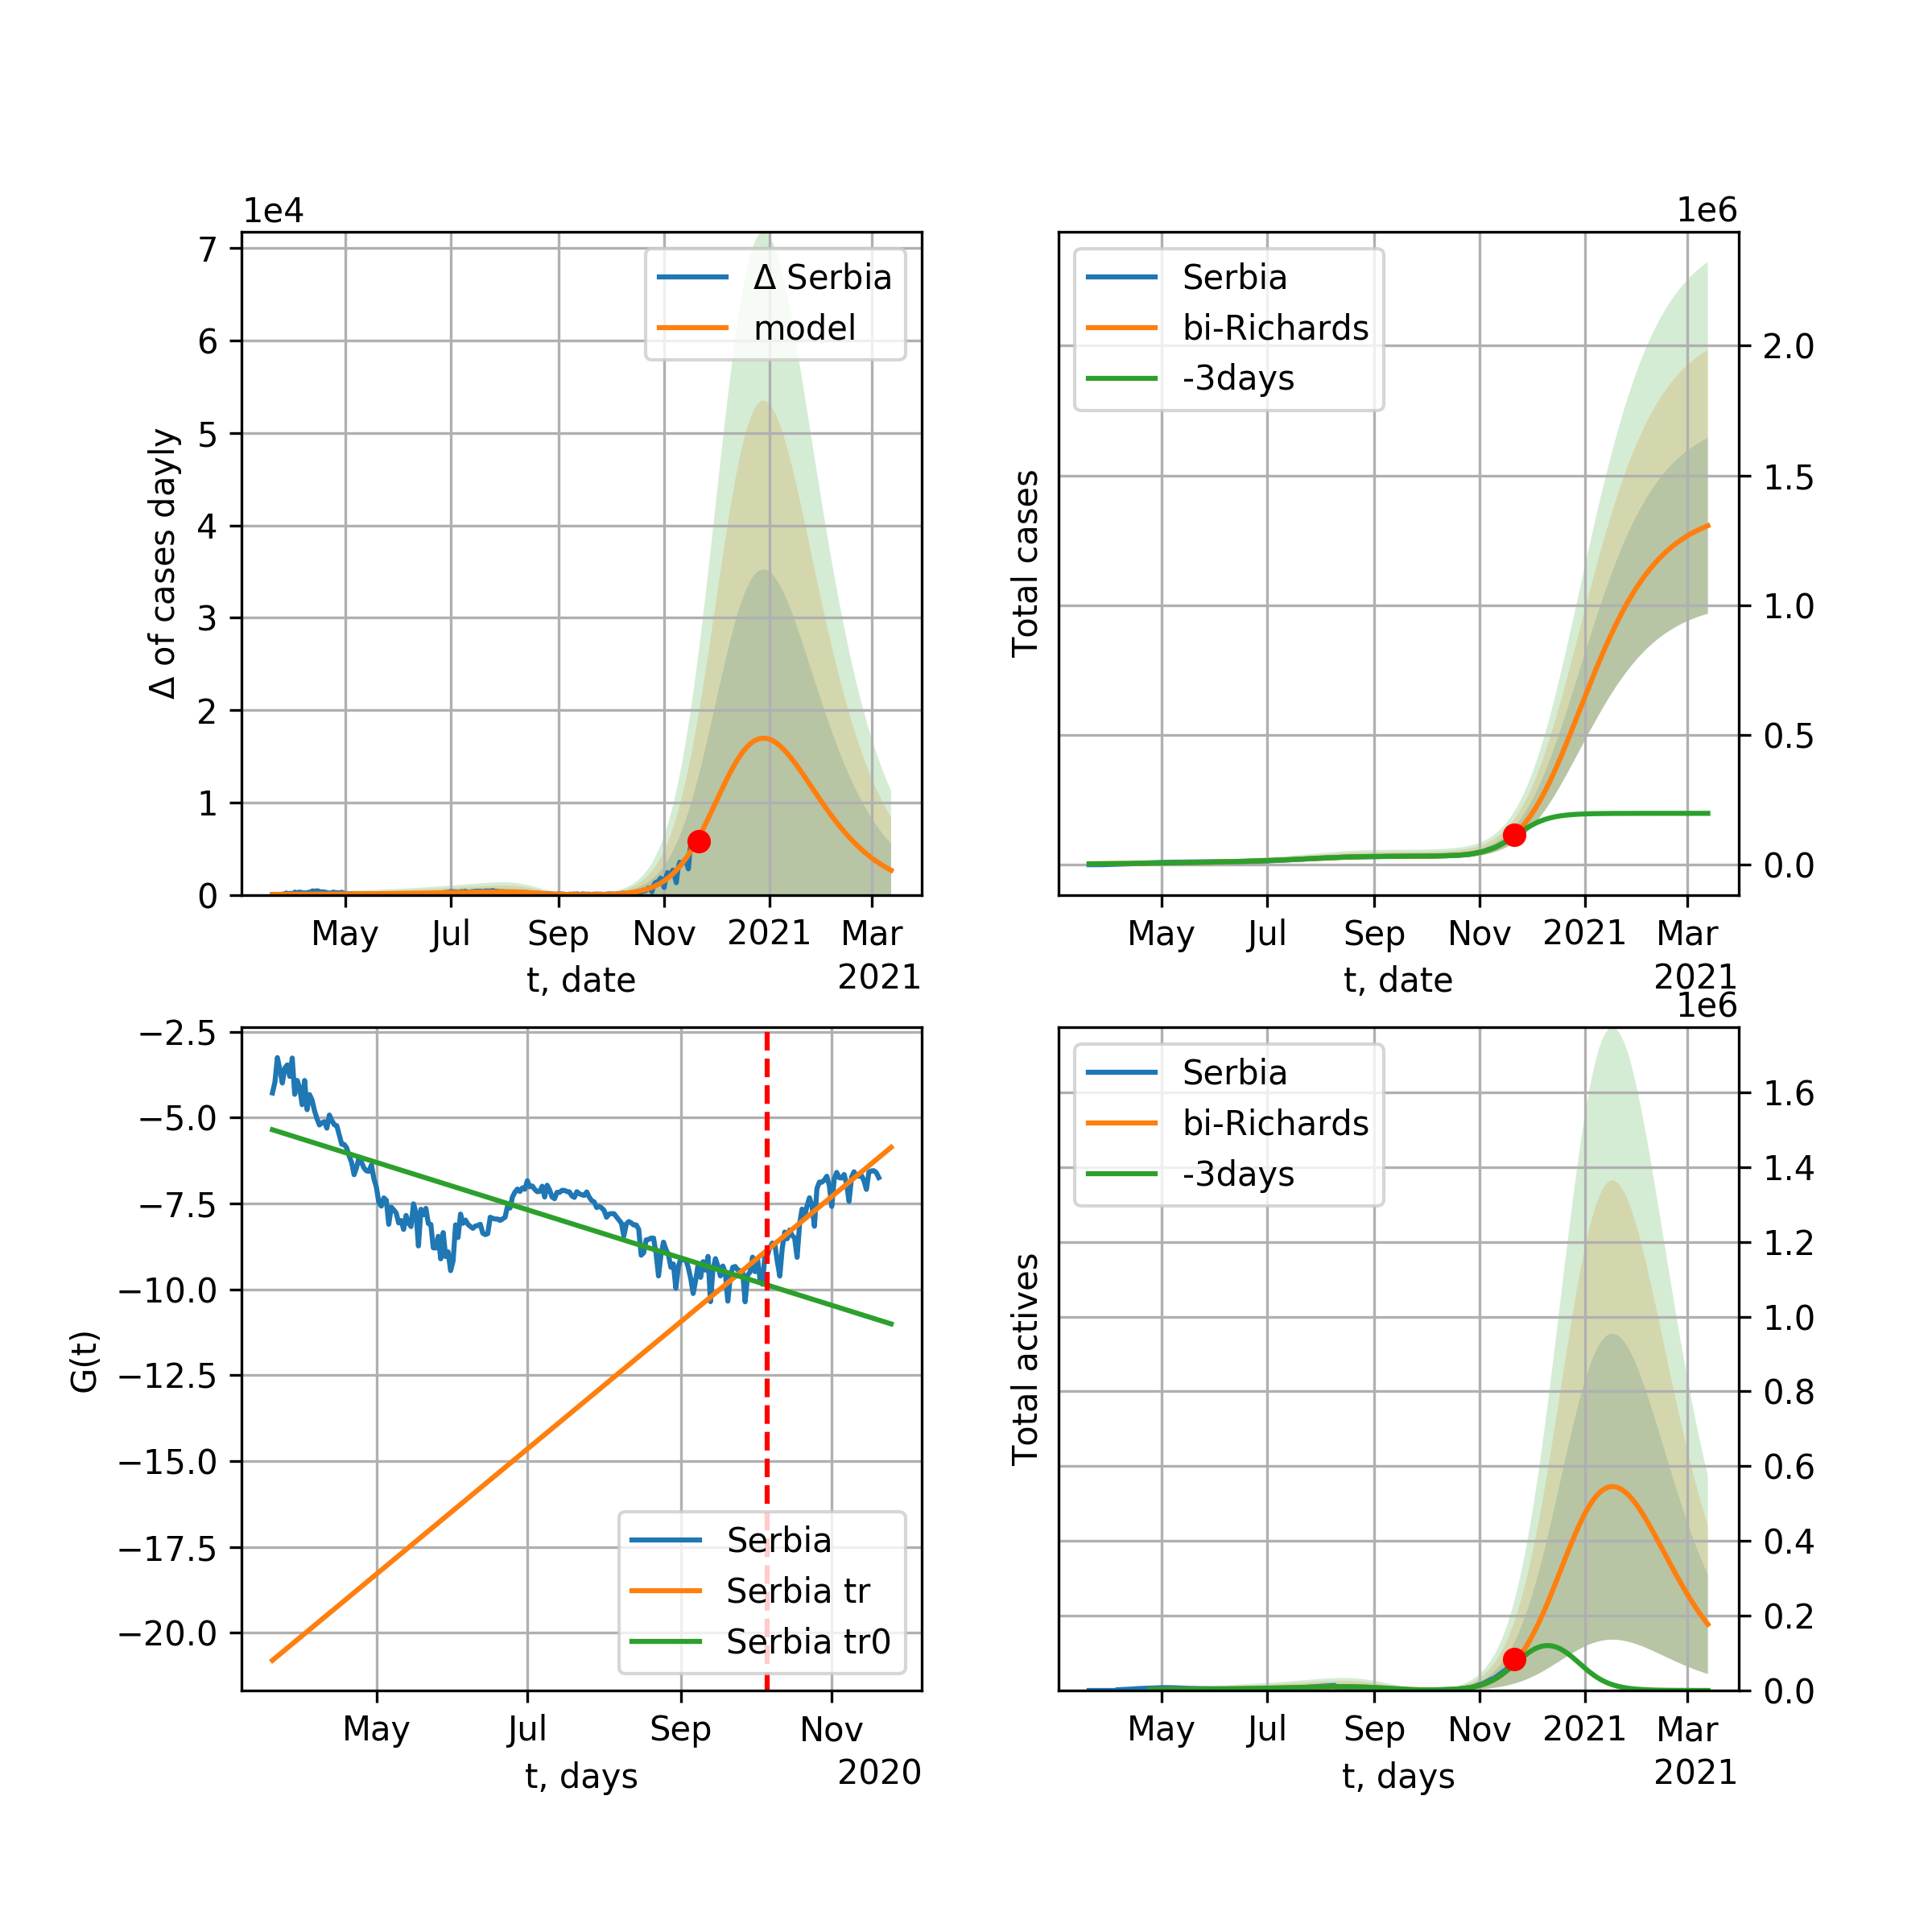 1e4
7
6
5
4
3
2
1
0
Δ of cases dayly
Δ Serbia
model
May Jul Sep Nov 2021 Mar
t, date
2021
1e6
Total cases
Serbia
bi-Richards
-3days
2.0
1.5
1.0
0.5
0.0
May Jul Sep Nov 2021 Mar
t, date
2021
−2.5
−5.0
−7.5
−10.0
−12.5
−15.0
−17.5
−20.0
G(t)
Serbia
Serbia tr
Serbia tr0
May Jul Sep Nov
t, days
2020
1e6
Total actives
Serbia
bi-Richards
-3days
1.6
1.4
1.2
1.0
0.8
0.6
0.4
0.2
0.0
May Jul Sep Nov 2021 Mar
t, days
2021